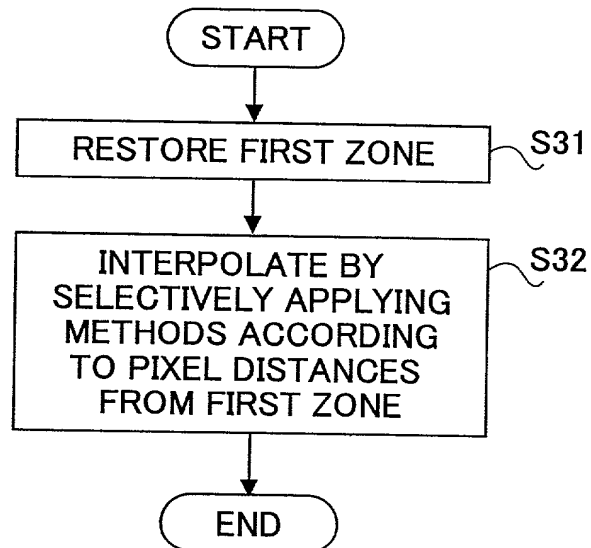 START
RESTORE FIRST ZONE
S31
INTERPOLATE BY
SELECTIVELY APPLYING
METHODS ACCORDING
TO PIXEL DISTANCES
FROM FIRST ZONE
S32
END